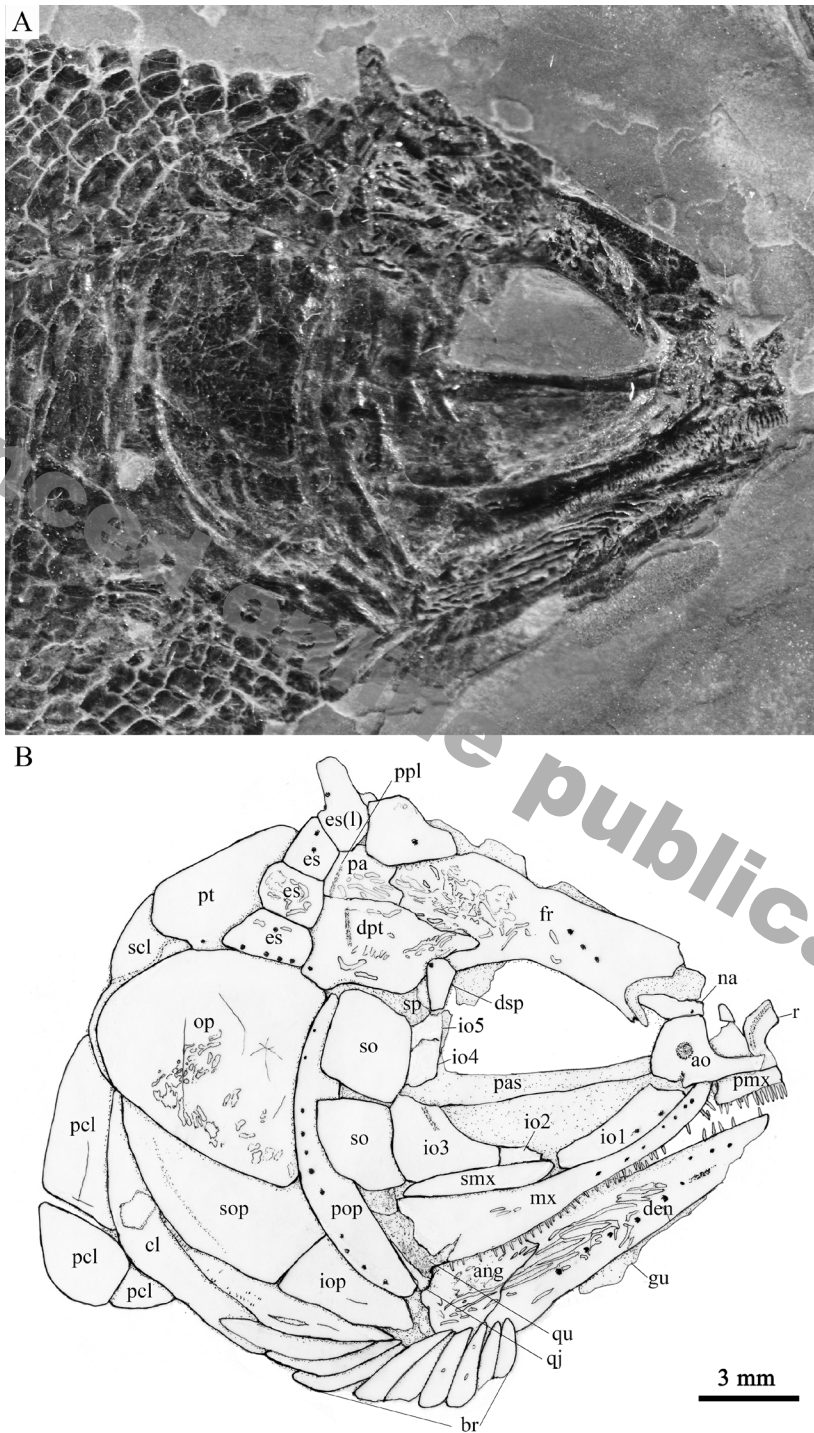 A
B
ppl
es(l)
es
pa
es
pt
fr
dpt
es
scl
na
sp
dsp
r
op
io5
so
ao
io4
pas
pmx
pcl
so
io3
io2
io1
smx
sop
pop
mx
den
cl
pcl
iop
ang
gu
pcl
qu
qj
3 mm
br
online publica